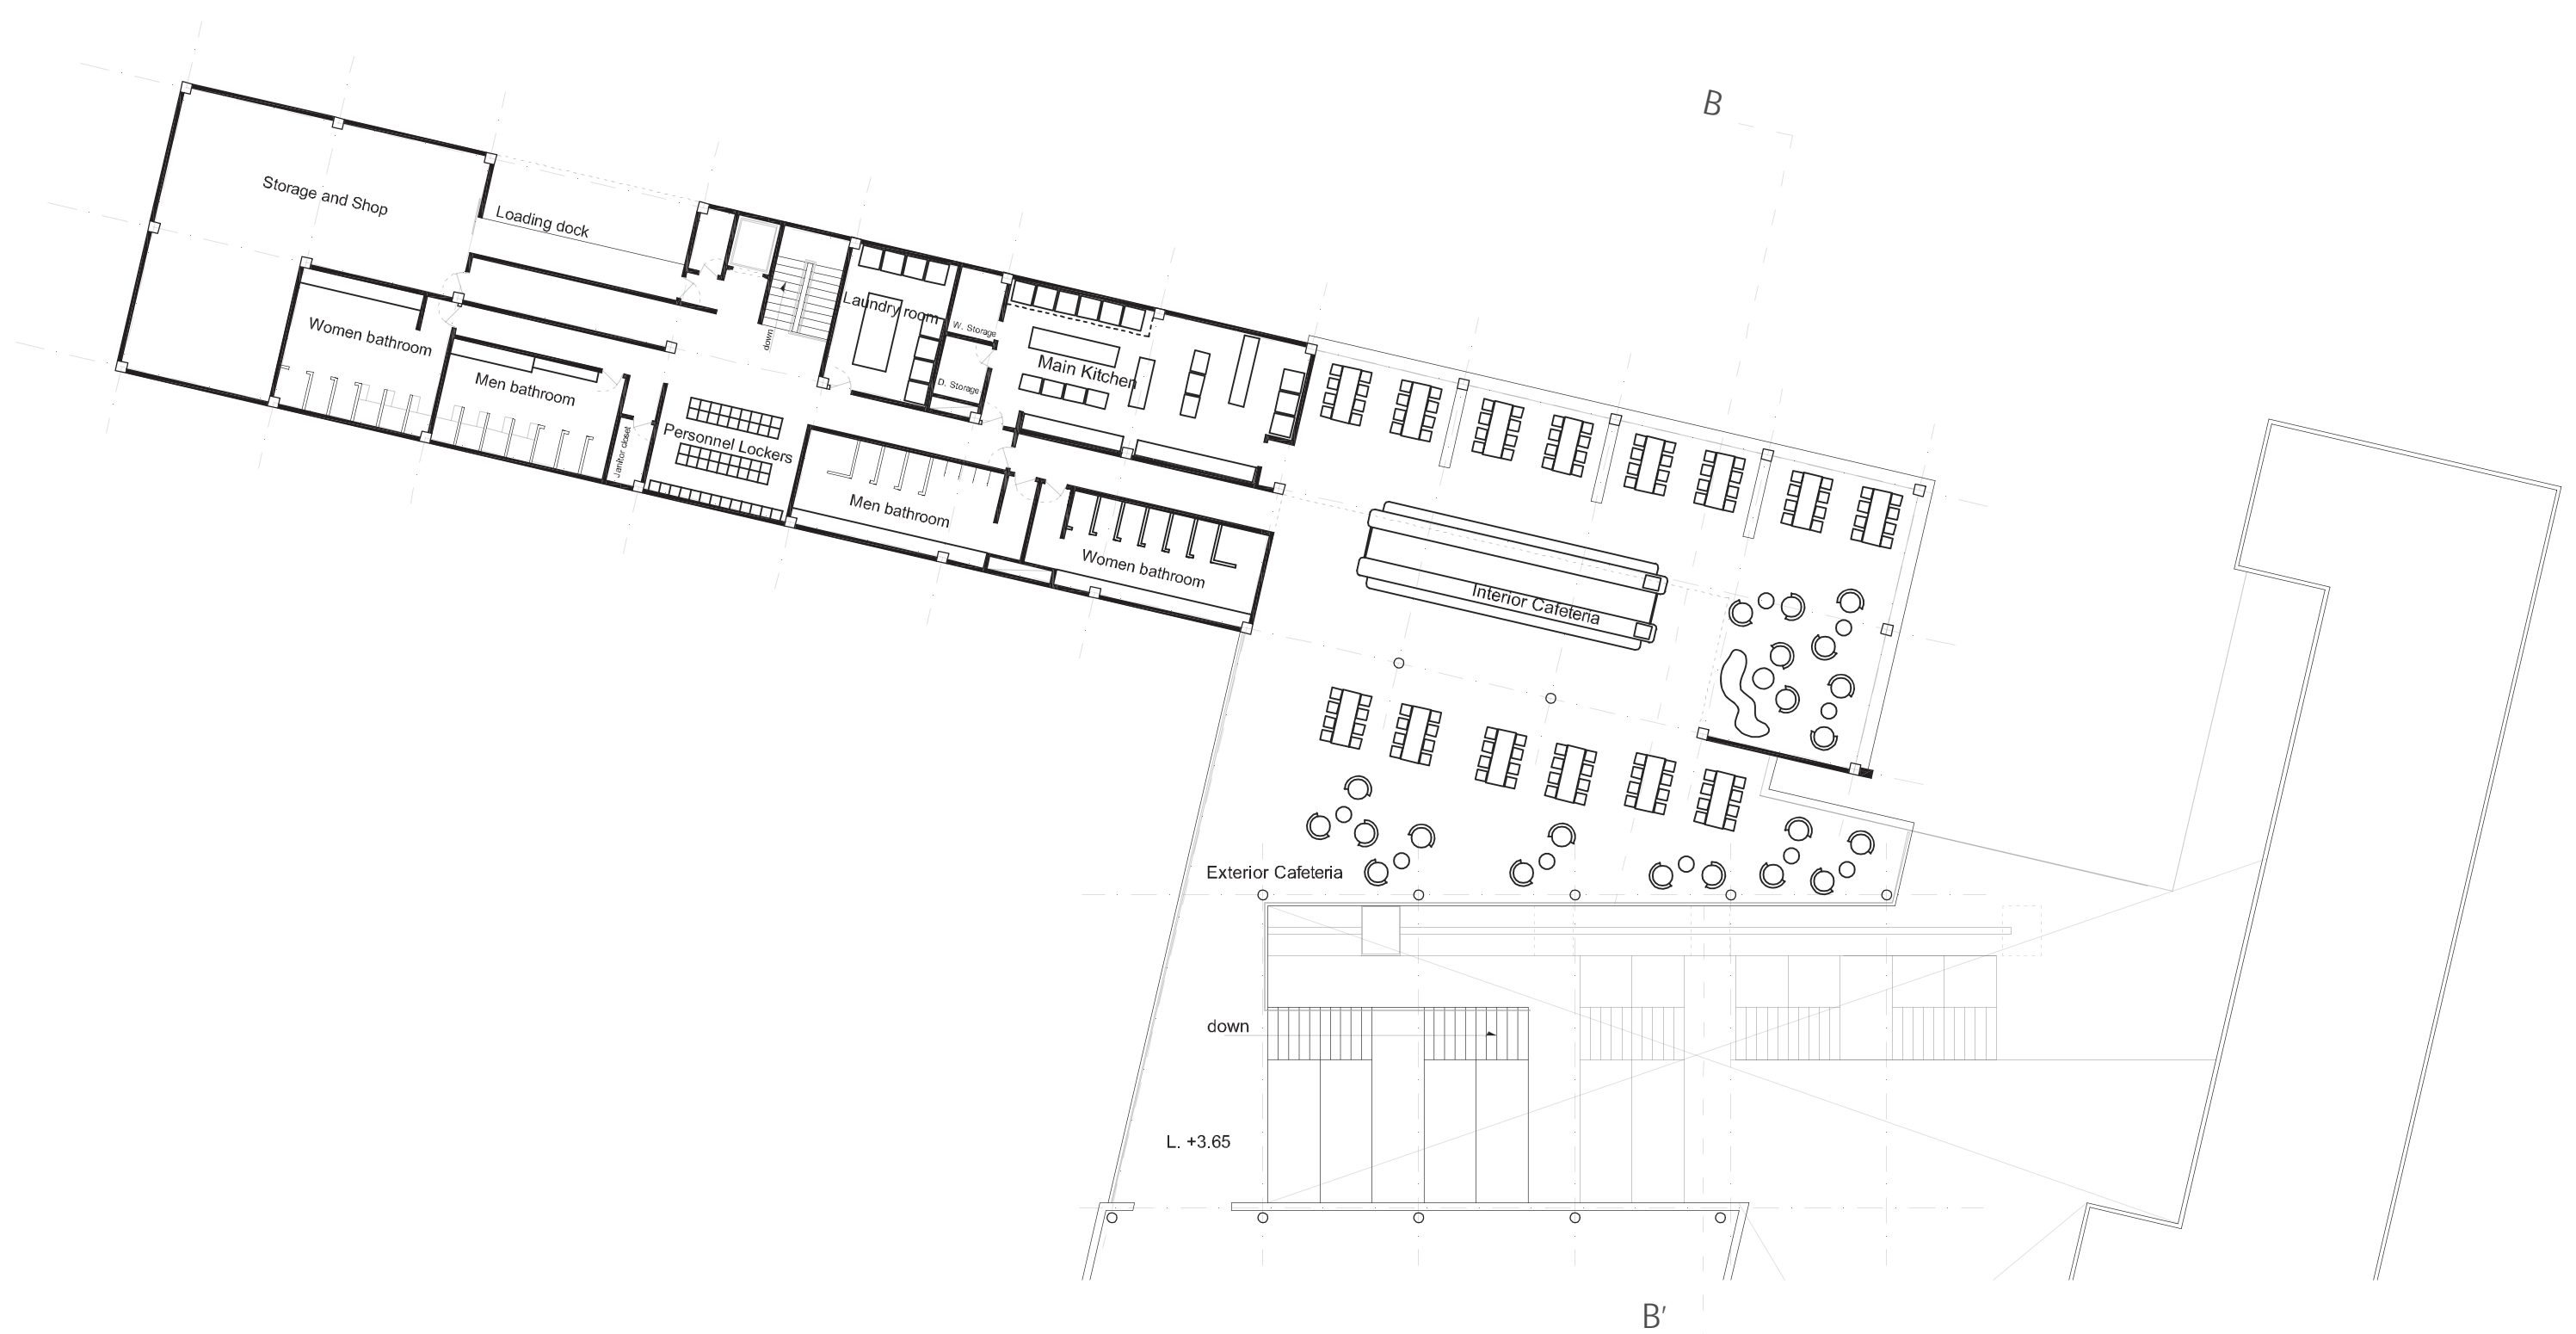 B
Storage and Shop
Loading dock
Women bathroom
Men bathroom
Janitor closet
Personnel Lockers
down
Laundry room
W. Storage
D. Storage
Main Kitchen
Men bathroom
Women bathroom
Interior Cafeteria
Exterior Cafeteria
down
L. +3.65
B'